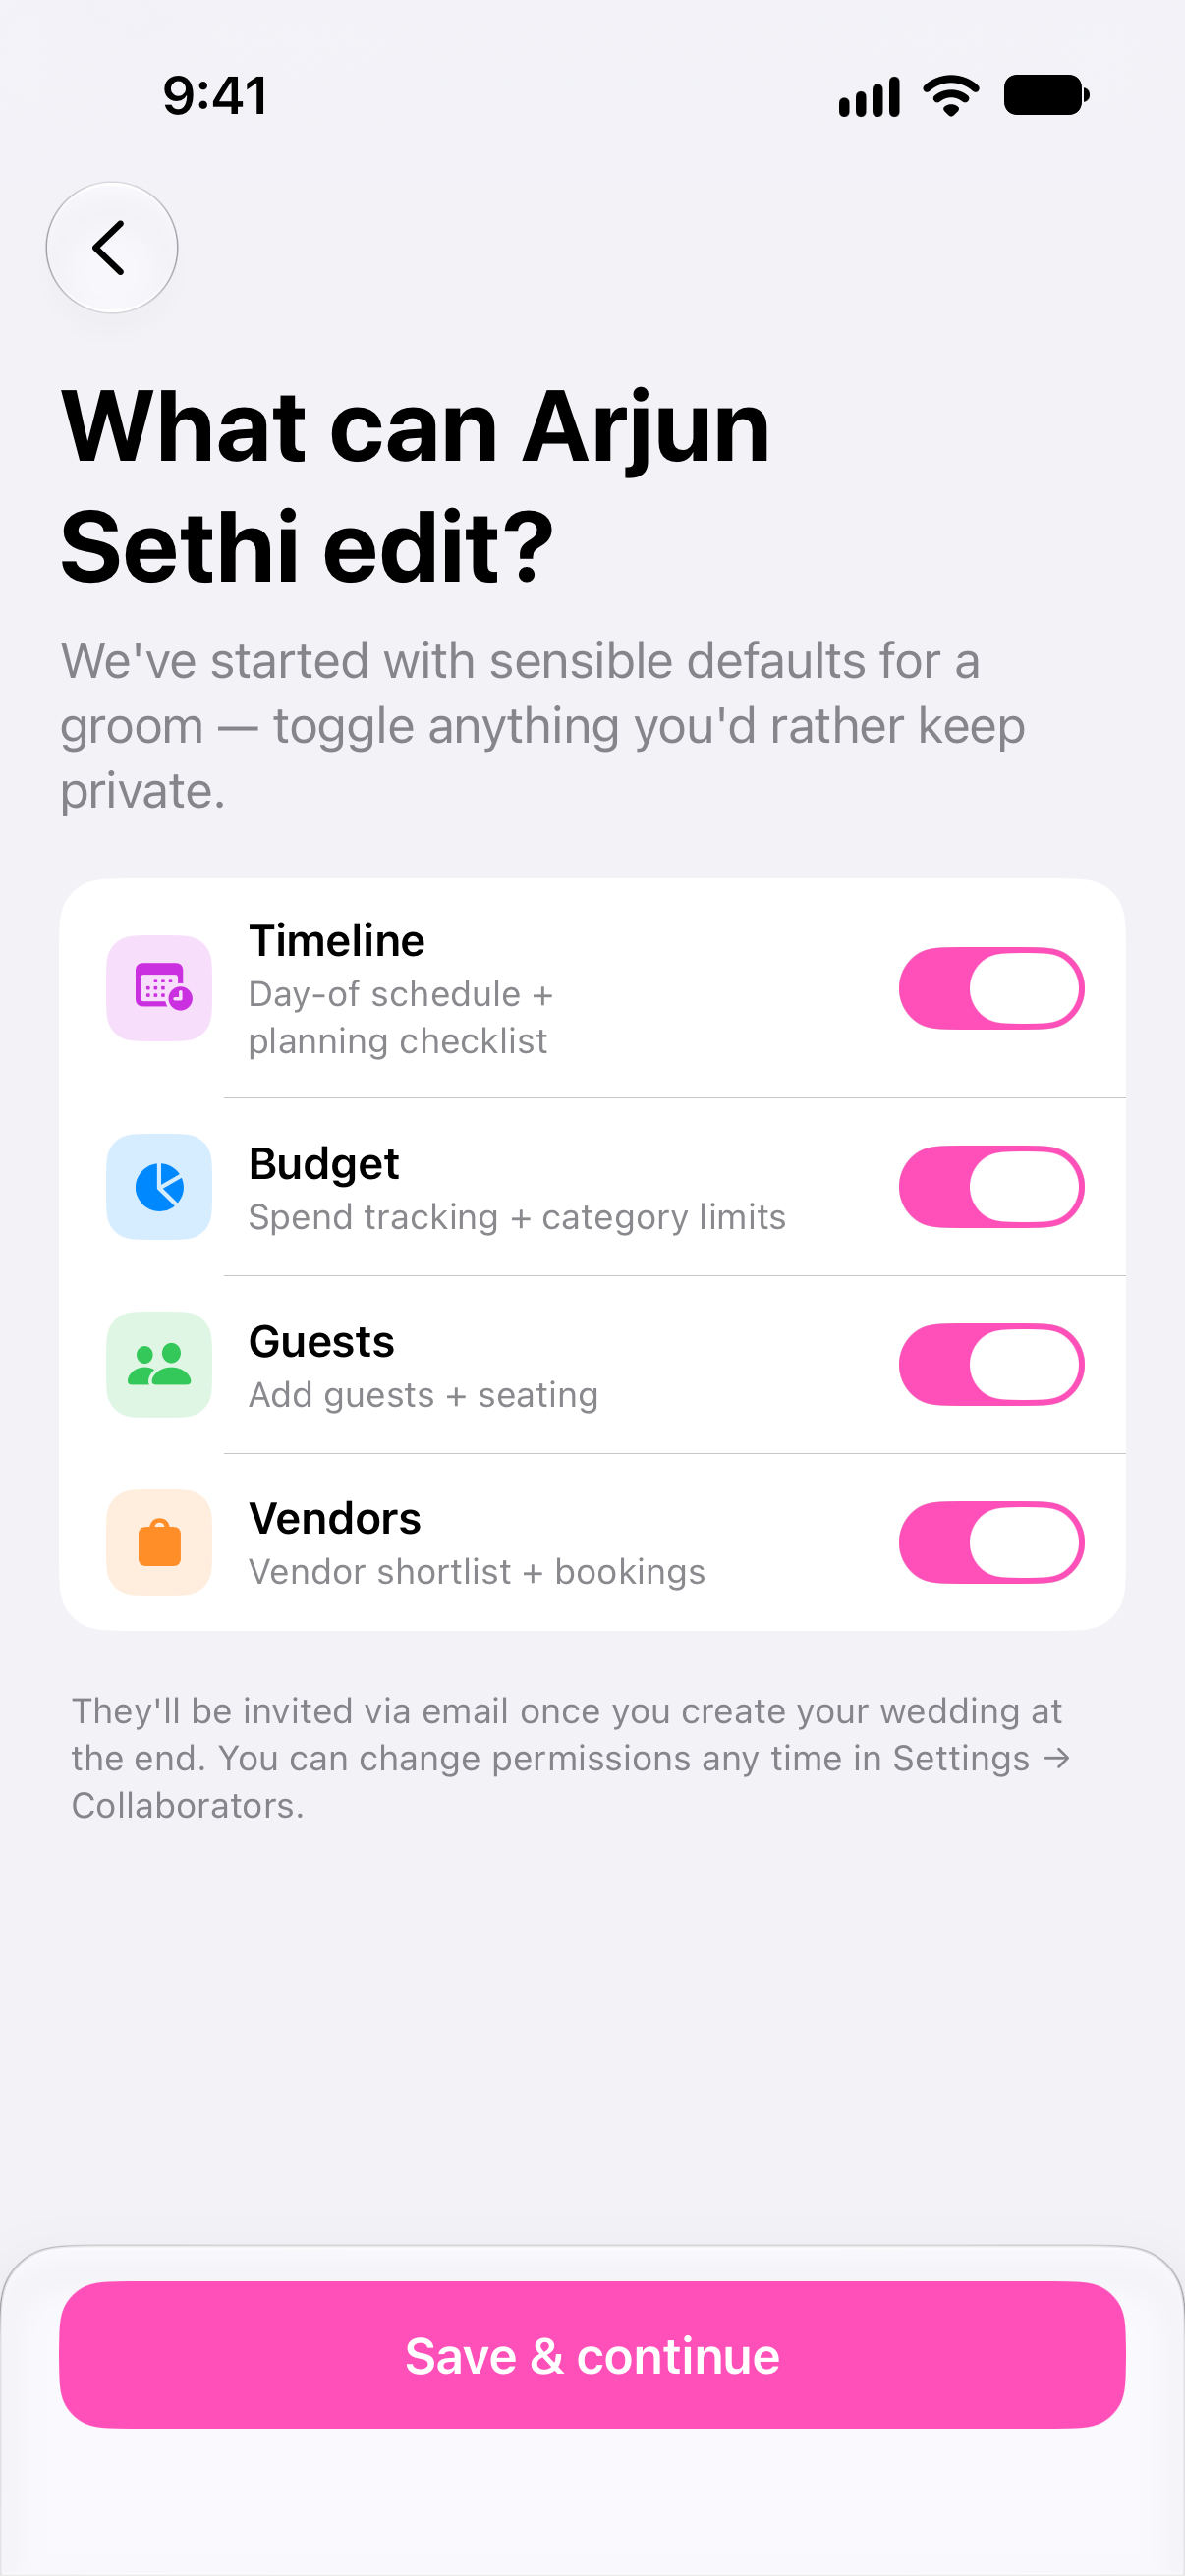 9:41
What can Arjun
Sethi edit?
We've started with sensible defaults for a
groom — toggle anything you'd rather keep
private.
Timeline
Day-of schedule +
planning checklist
Budget
Spend tracking + category limits
Guests
Add guests + seating
Vendors
Vendor shortlist + bookings
They'll be invited via email once you create your wedding at
the end. You can change permissions any time in Settings →
Collaborators.
Save & continue